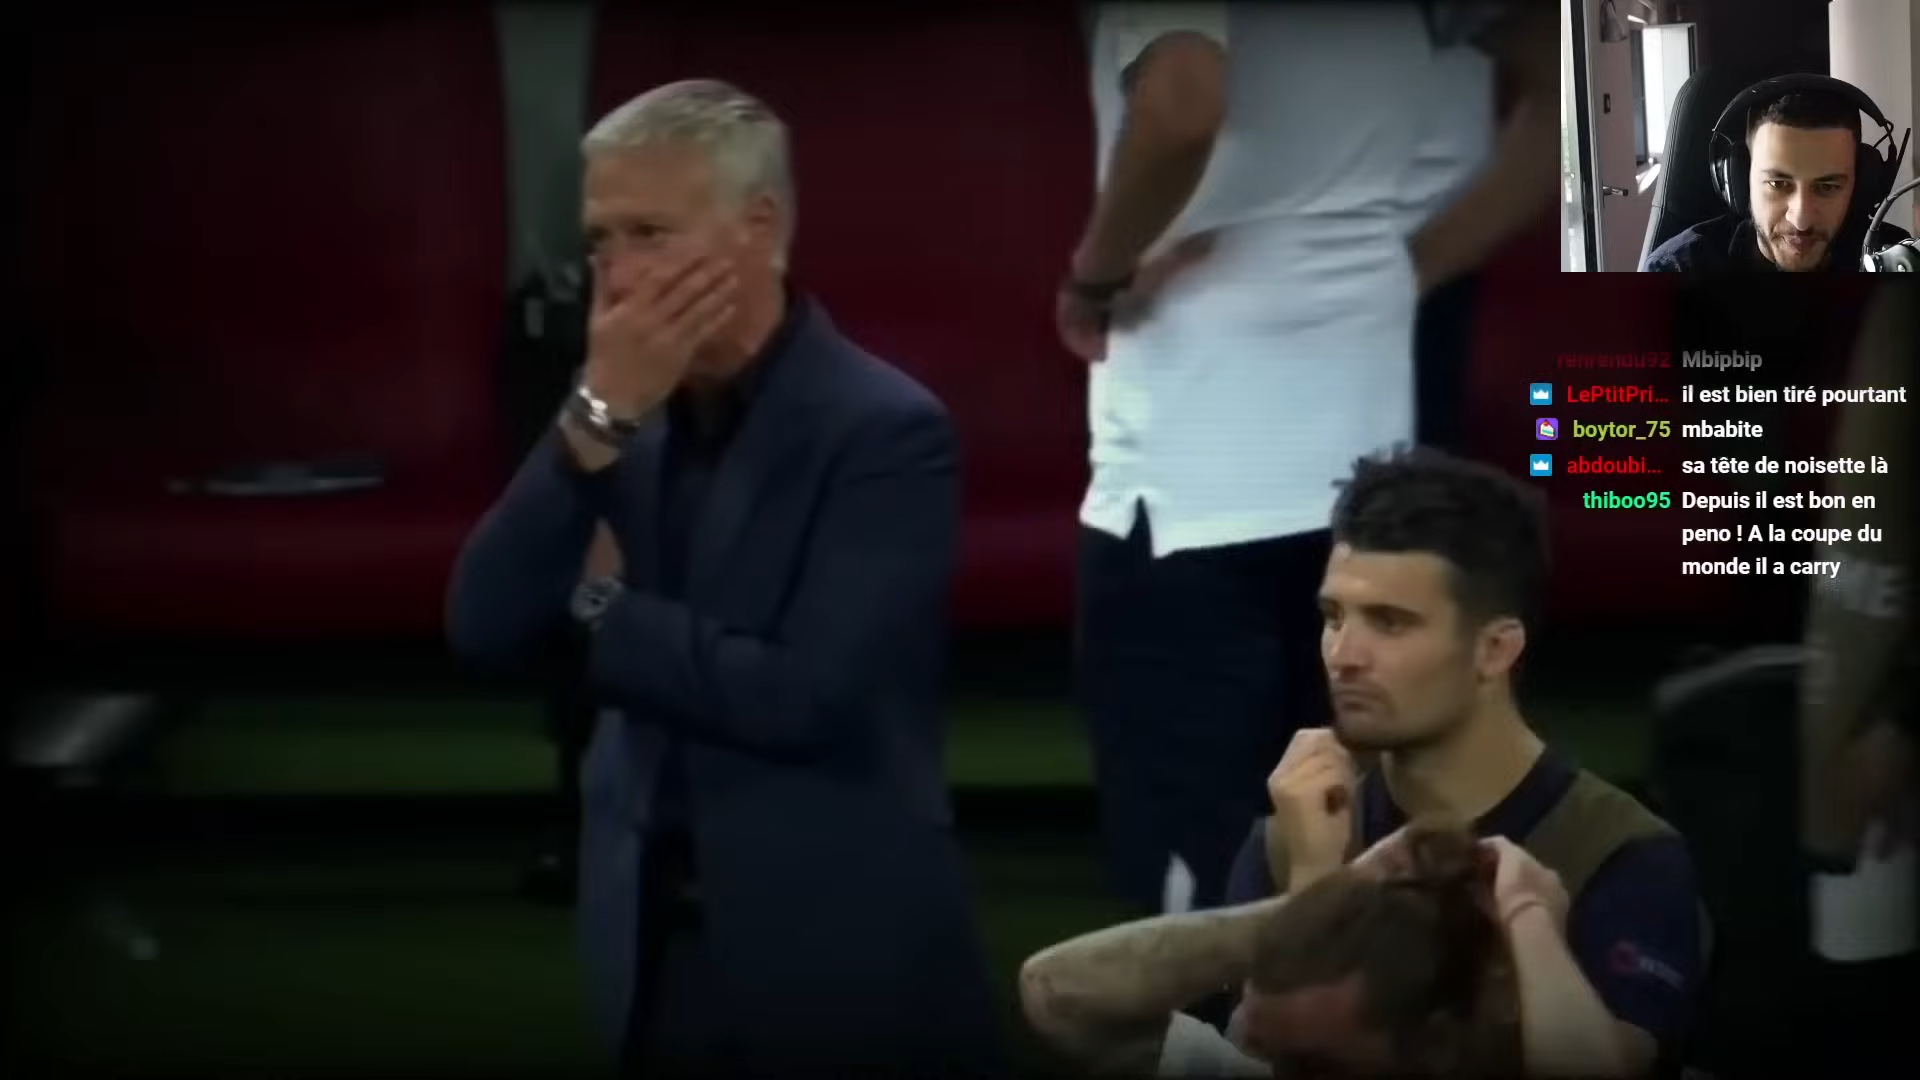 renrendu92 Mbipbip
LePtitPri... il est bien tiré pourtant
boytor_75 mbabite
abdoubi... sa tête de noisette là
thiboo95 Depuis il est bon en
peno ! A la coupe du
monde il a carry